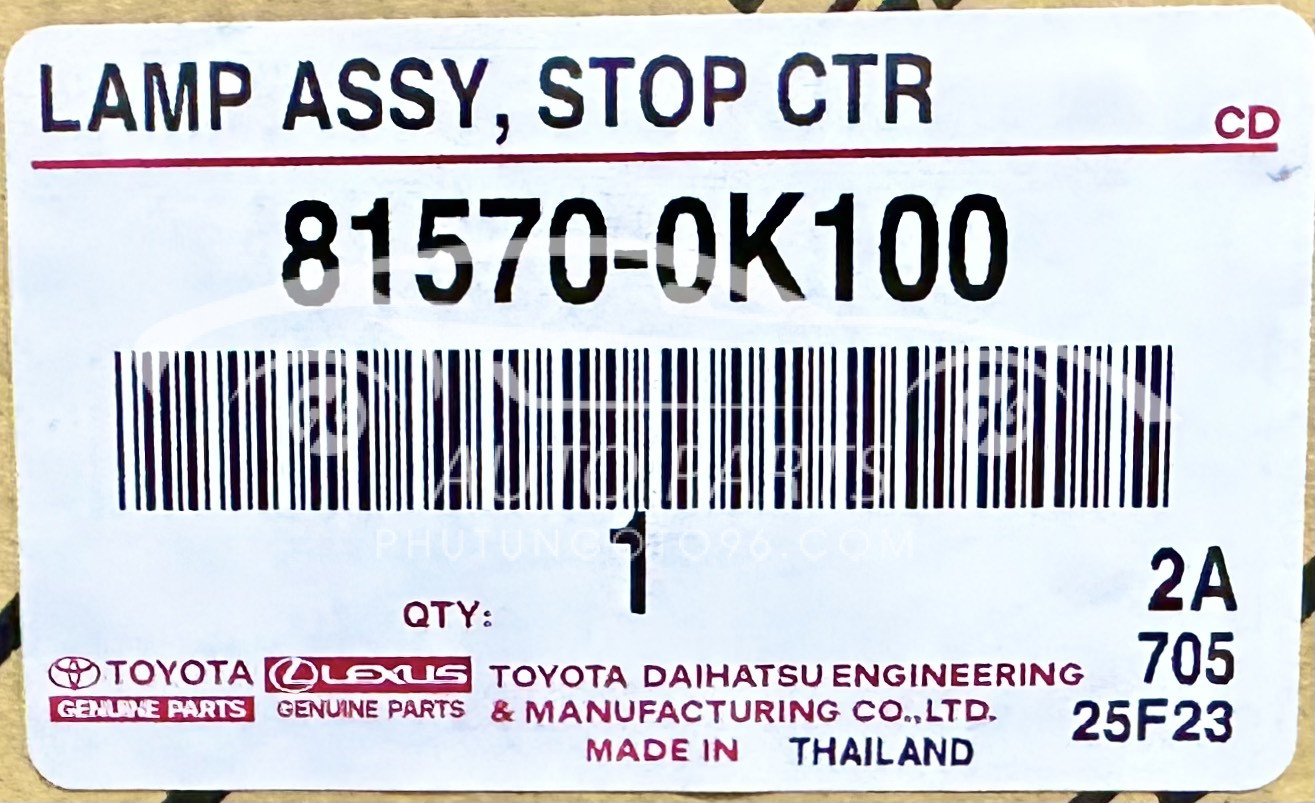 LAMP ASSY, STOP CTR
CD
81570-0K100
AUTO PARTS
PHUTUNGOTO96.COM
QTY: 1
2A
705
25F23
TOYOTA
GENUINE PARTS
LEXUS
GENUINE PARTS
TOYOTA DAIHATSU ENGINEERING
& MANUFACTURING CO.,LTD.
MADE IN THAILAND